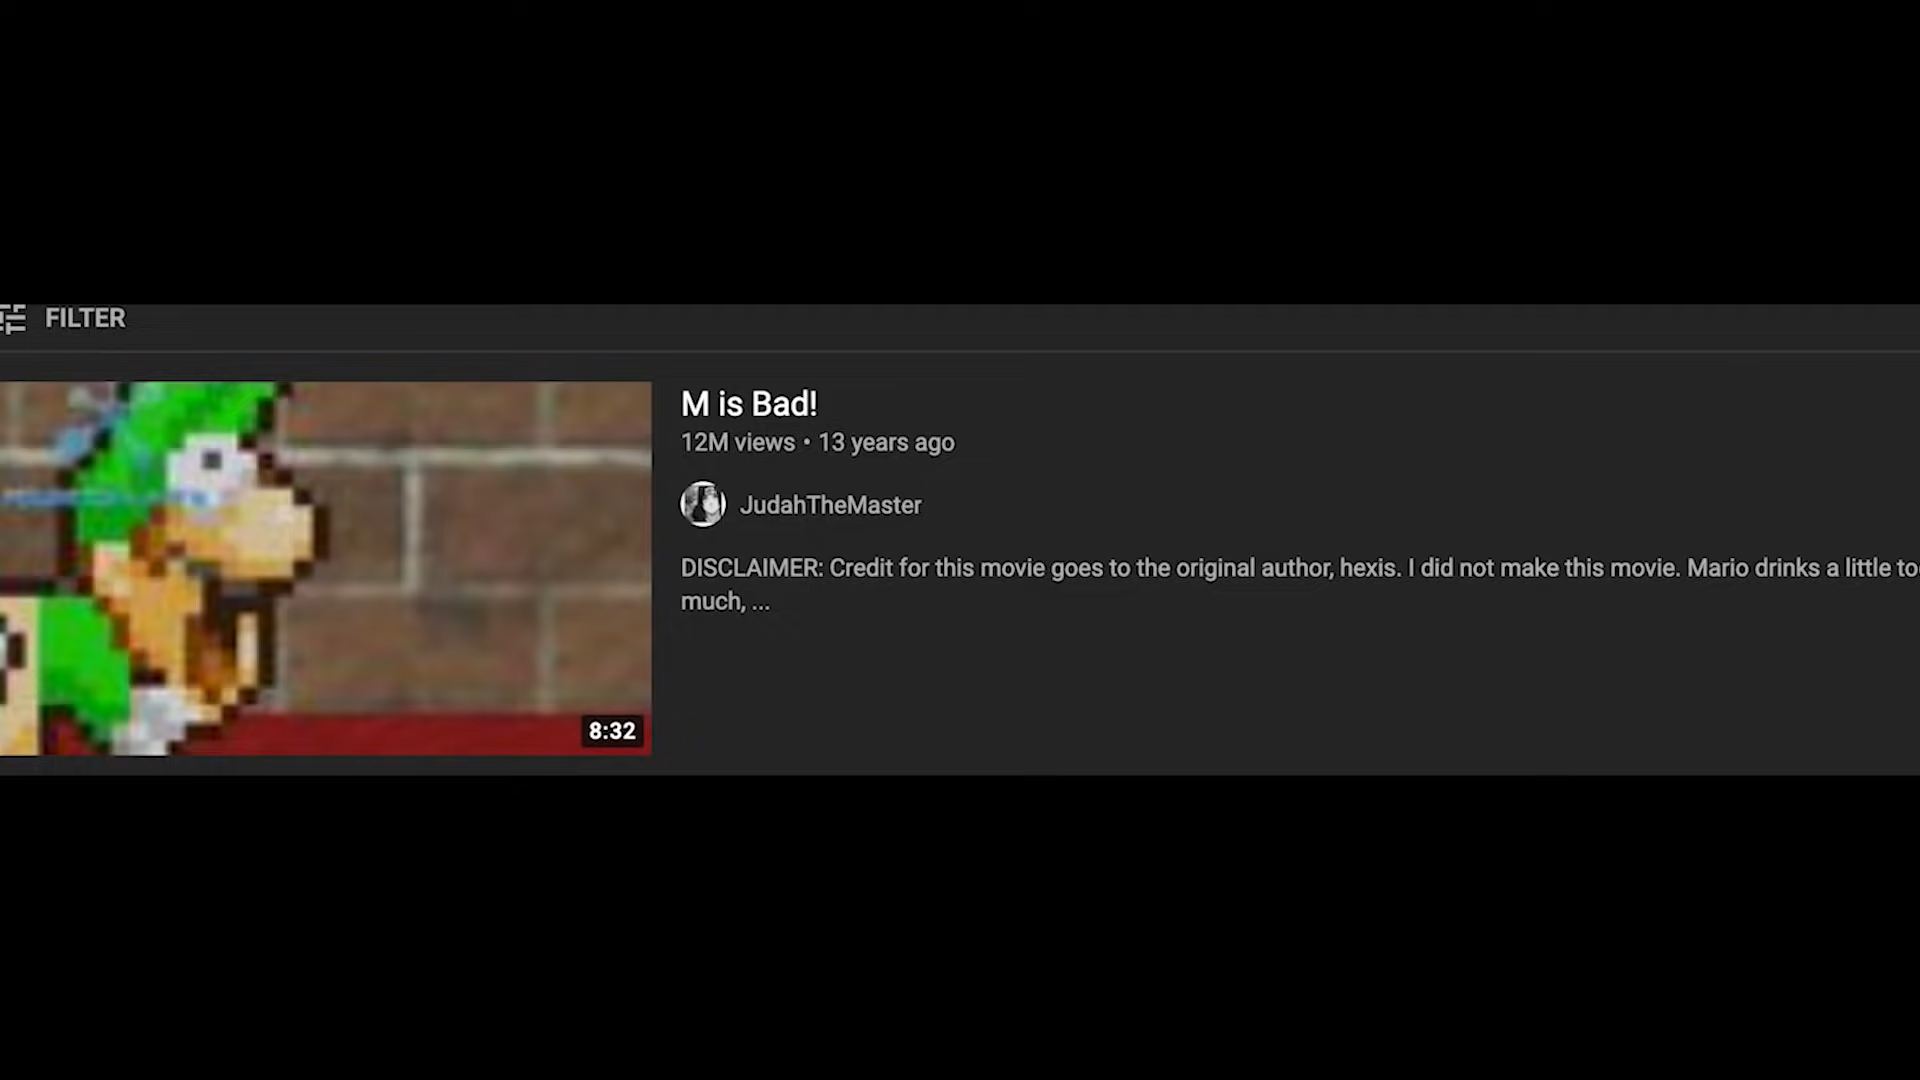 FILTER
M is Bad!
12M views • 13 years ago
JudahTheMaster
DISCLAIMER: Credit for this movie goes to the original author, hexis. I did not make this movie. Mario drinks a little
much, ...
8:32